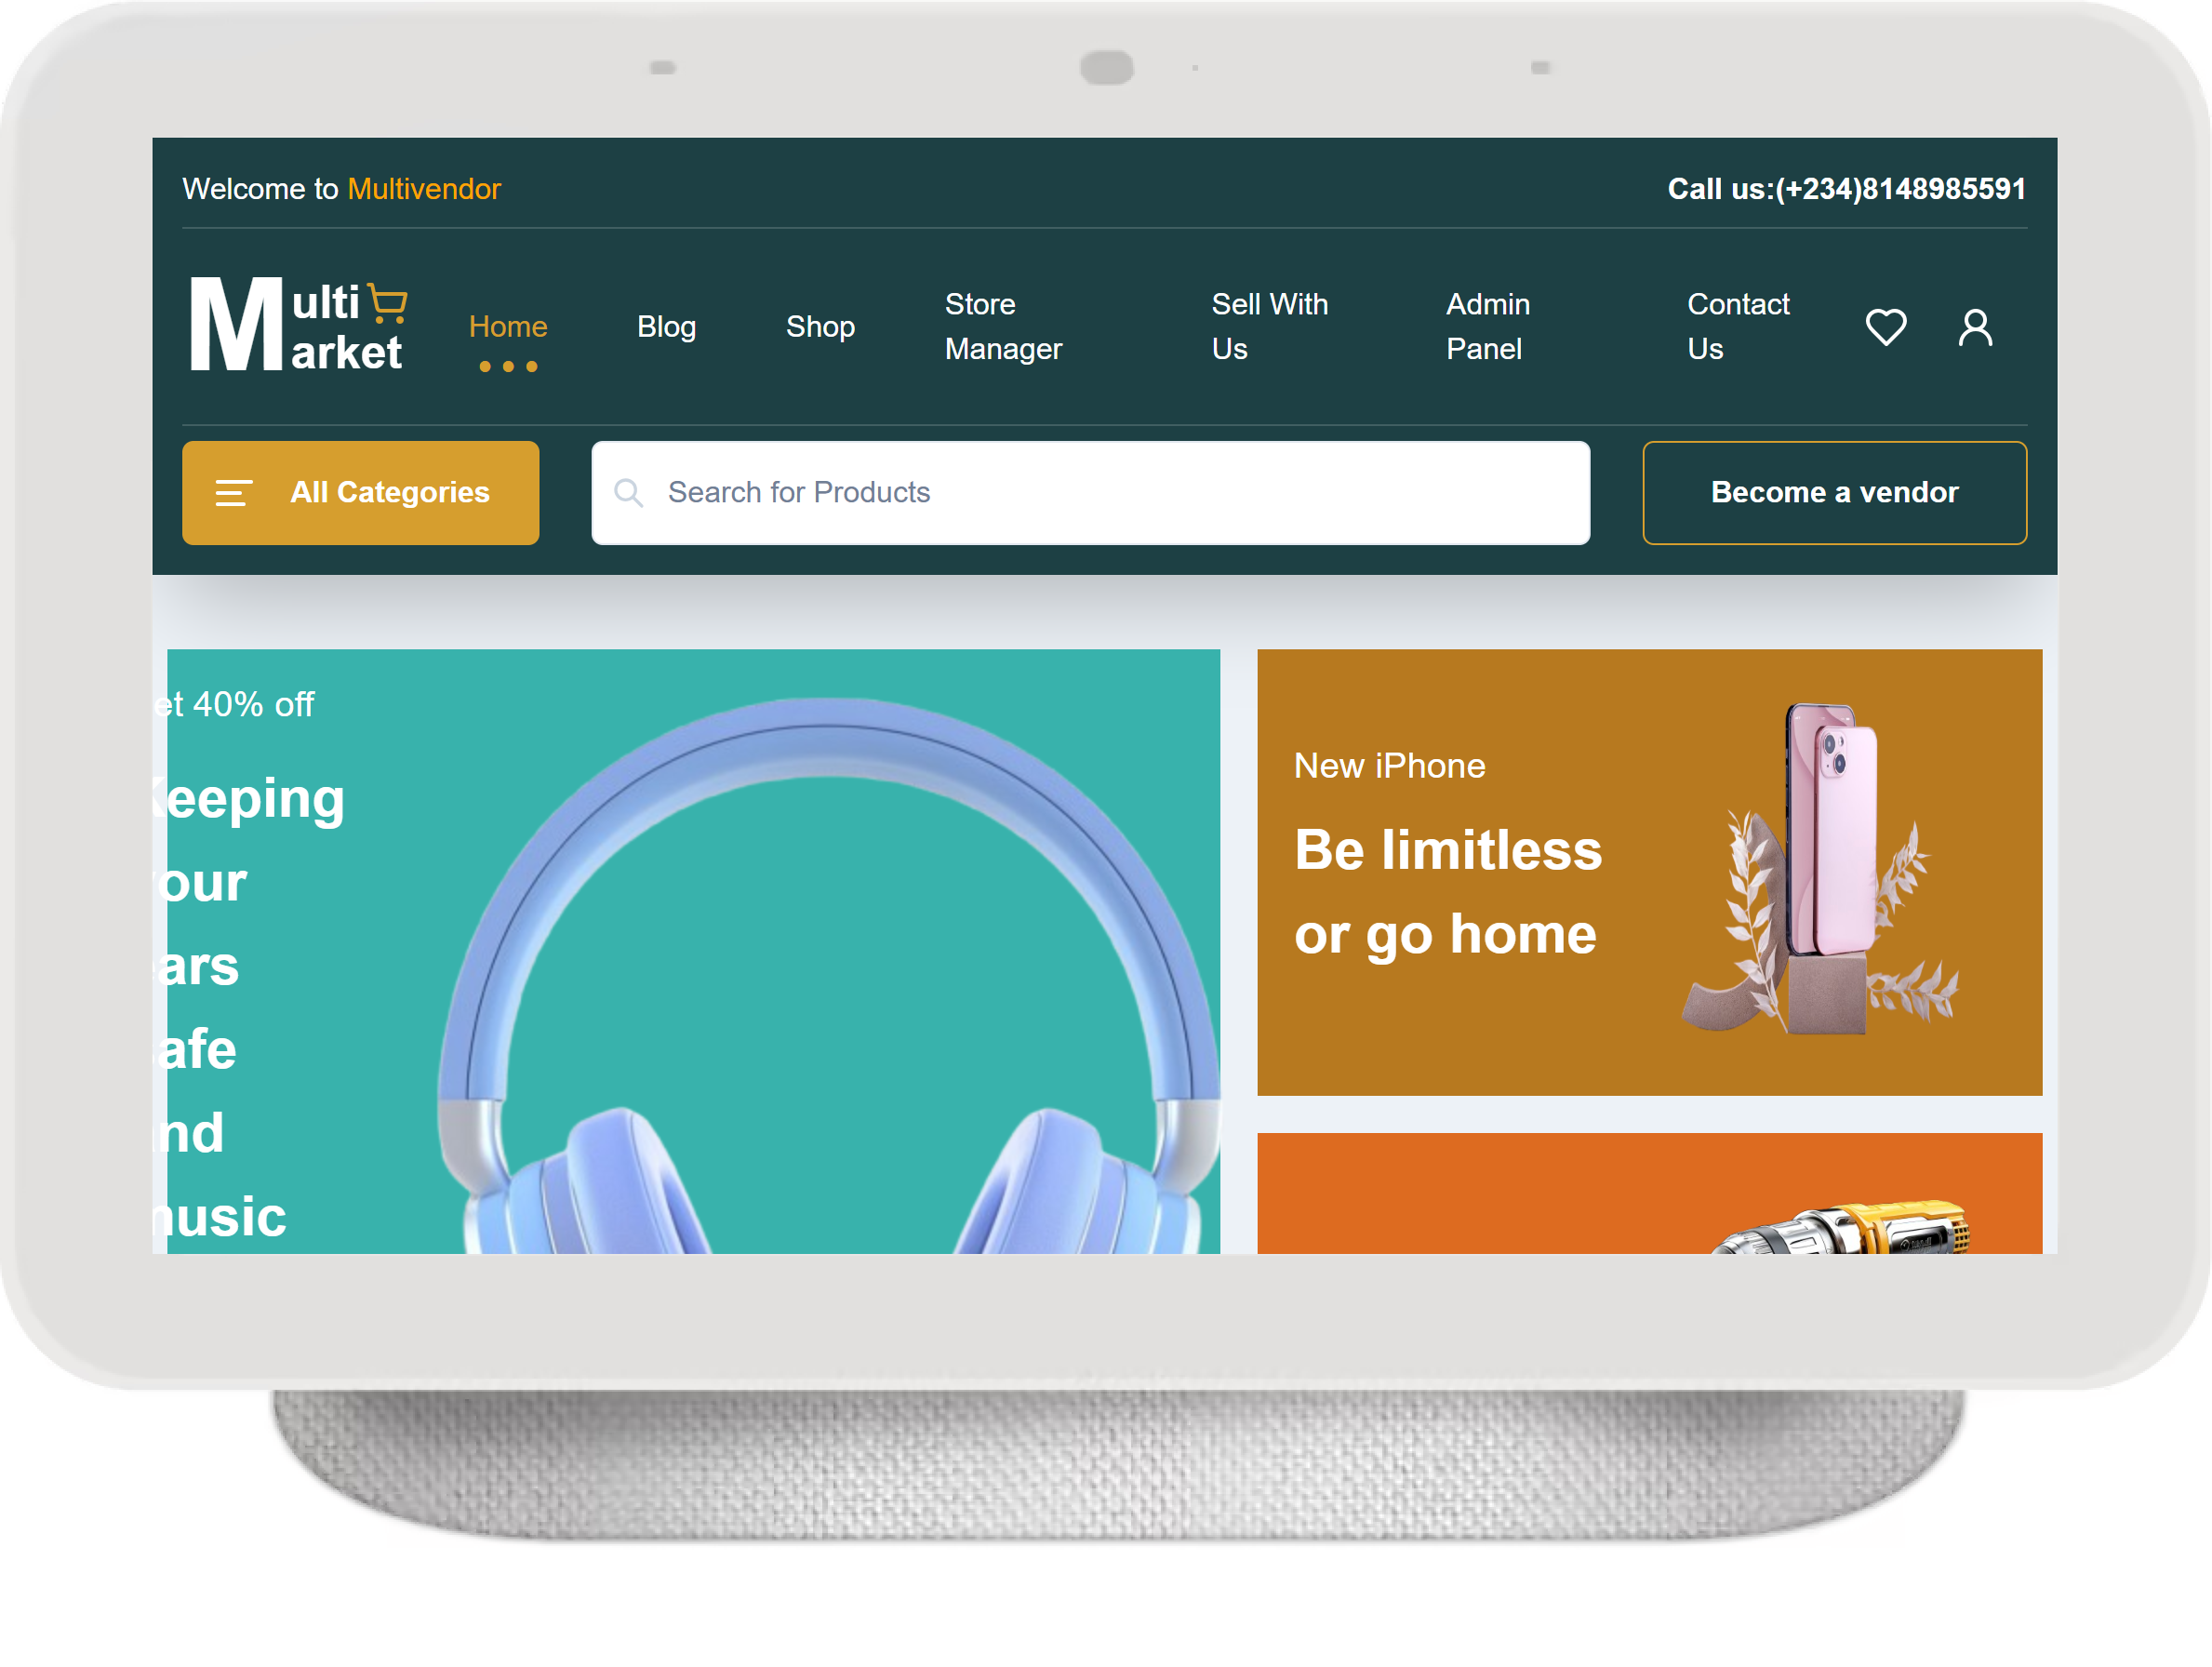 Welcome to Multivendor
Call us:(+234)8148985591
Multi
Market
Home
Blog
Shop
Store
Manager
Sell With
Us
Admin
Panel
Contact
Us
All Categories
Search for Products
Become a vendor
et 40% off
Keeping
our
ars
afe
nd
music
New iPhone
Be limitless
or go home